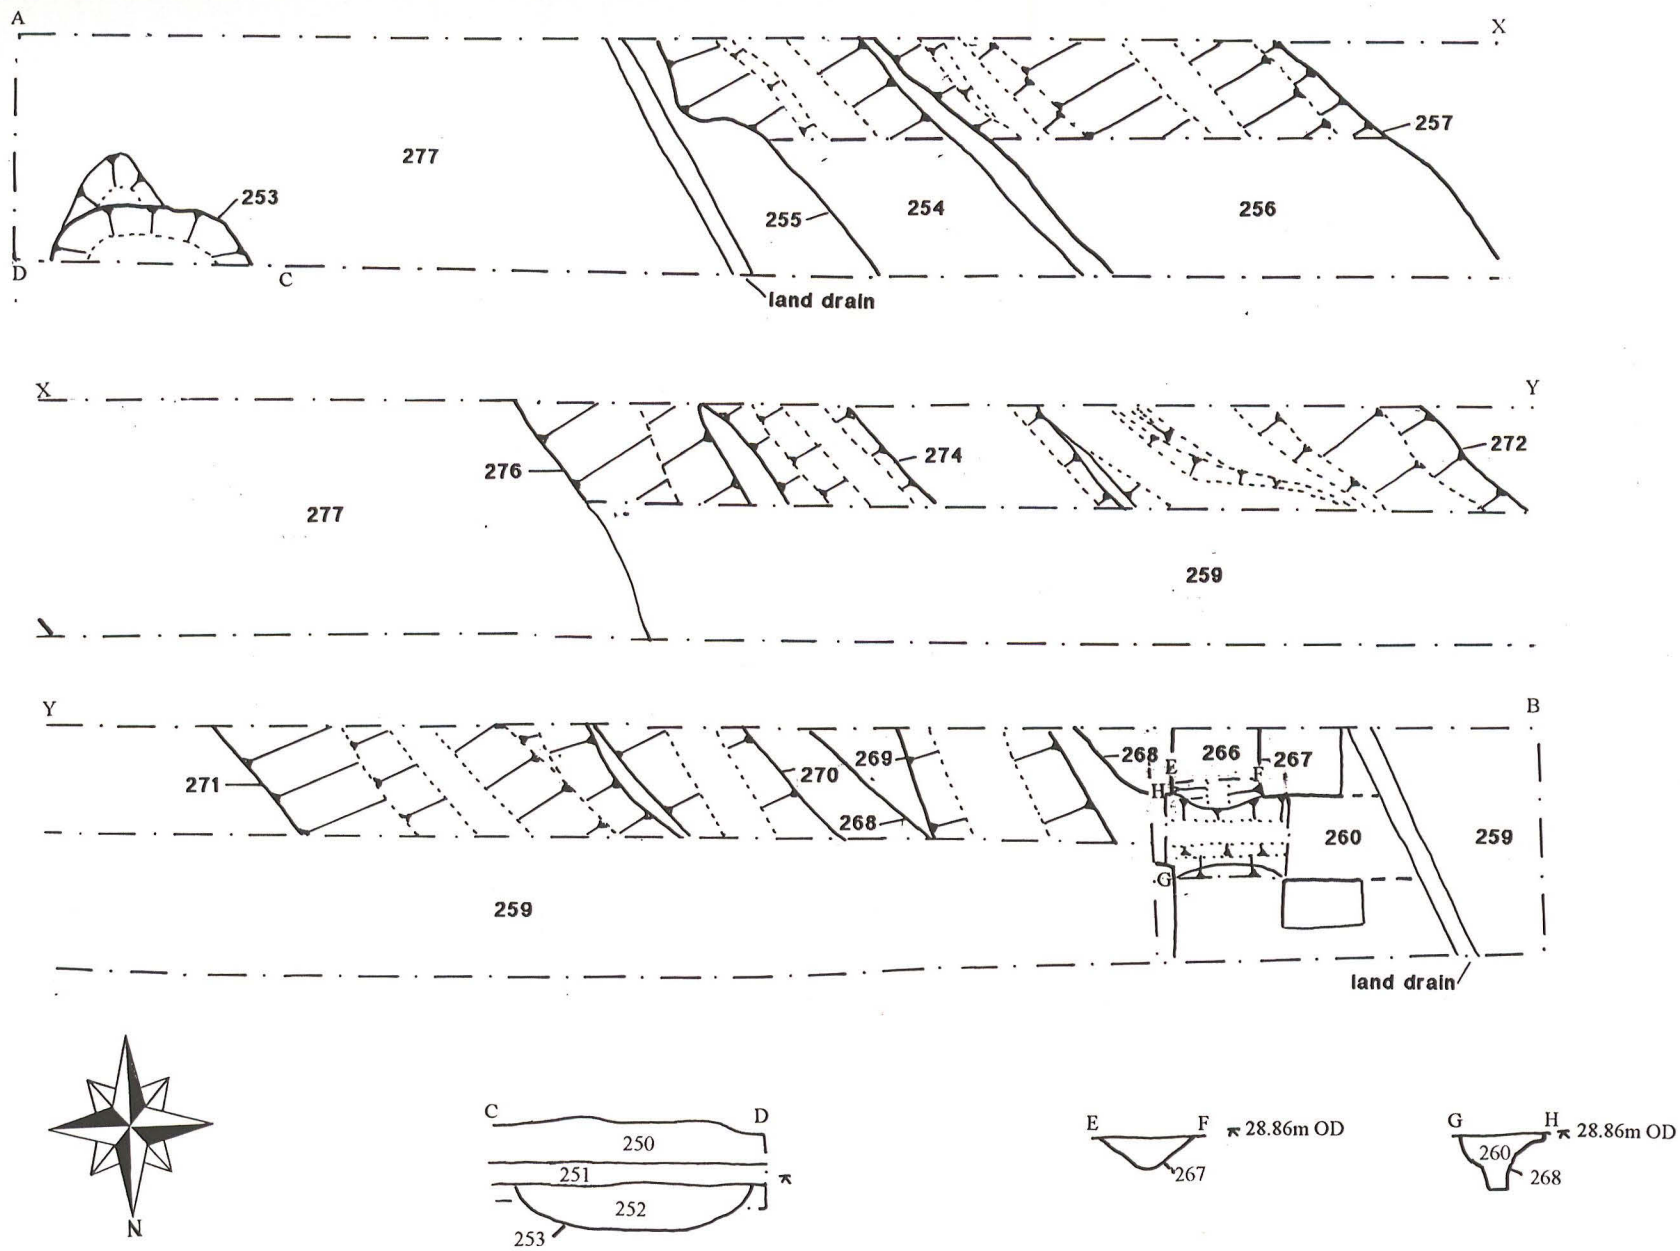 A X
277
257
253
255 254 256
D C
land drain
X Y
276 274 272
277
259
Y B
268 266 267
E F
271 270 269 H
268 260 259
G
259
land drain
N
C D
250
251
252
253
E F 28.86m OD
267
G H 28.86m OD
260
268